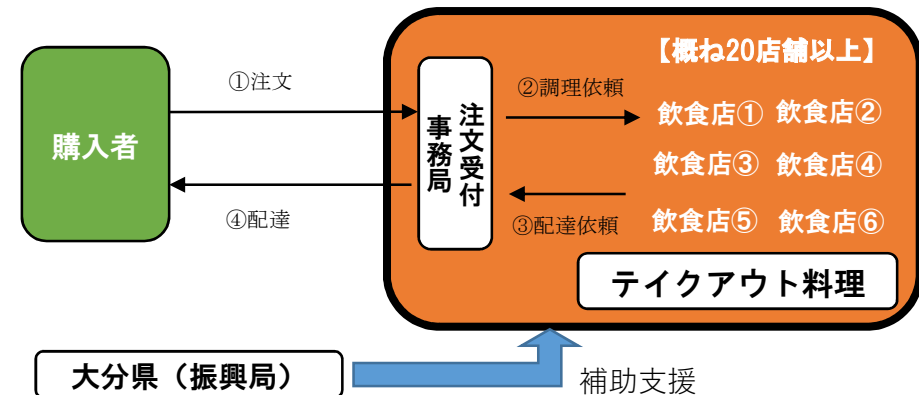 【概ね20店舗以上】
①注文
②調理依頼
購入者
注文受付
事務局
飲食店① 飲食店②
飲食店③ 飲食店④
飲食店⑤ 飲食店⑥
④配達
③配達依頼
テイクアウト料理
大分県（振興局）
補助支援